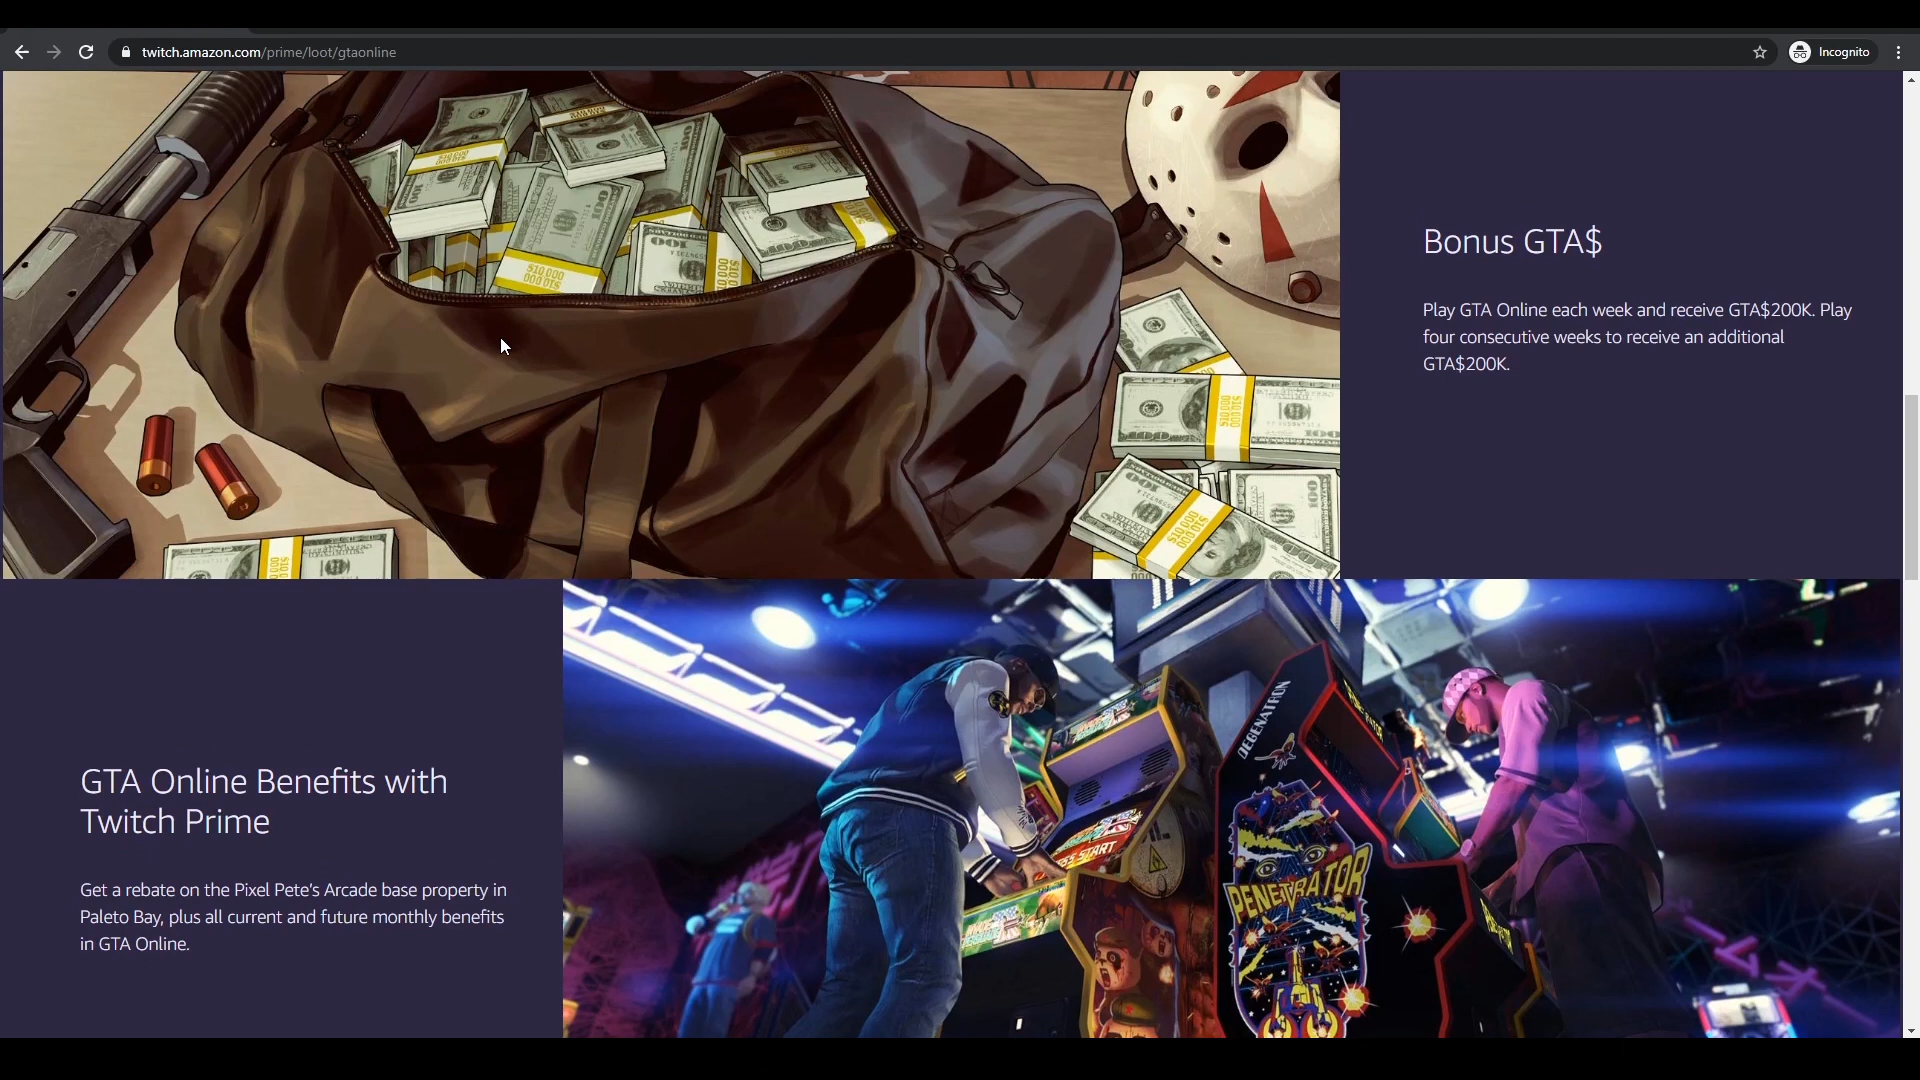 twitch.amazon.com/prime/loot/gtaonline
Incognito
Bonus GTA$
Play GTA Online each week and receive GTA$200K. Play
four consecutive weeks to receive an additional
GTA$200K.
GTA Online Benefits with
Twitch Prime
Get a rebate on the Pixel Pete’s Arcade base property in
Paleto Bay, plus all current and future monthly benefits
in GTA Online.
$10 000
100
DEGENATRON
PENETRATOR